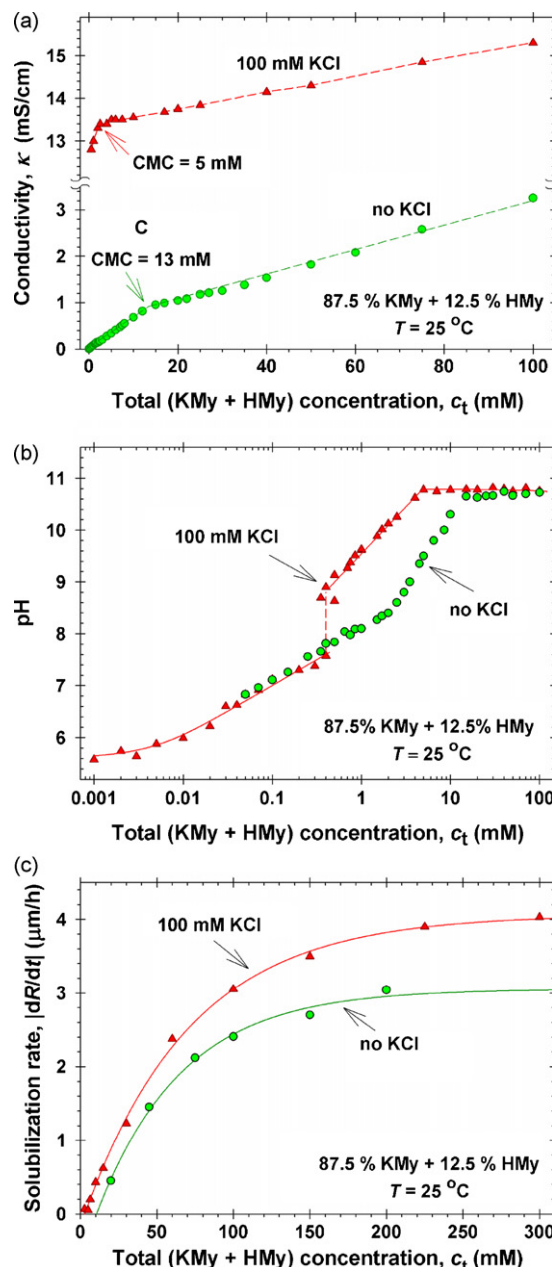 (a)
100 mM KCl
CMC = 5 mM
C
CMC = 13 mM
no KCl
87.5 % KMy + 12.5 % HMy
T = 25 °C
Conductivity, κ (mS/cm)
15
14
13
3
2
1
0
0 20 40 60 80 100
Total (KMy + HMy) concentration, cₜ (mM)
(b)
100 mM KCl
no KCl
87.5% KMy + 12.5% HMy
T = 25 °C
pH
11
10
9
8
7
6
0.001 0.01 0.1 1 10 100
Total (KMy + HMy) concentration, cₜ (mM)
(c)
100 mM KCl
no KCl
87.5 % KMy + 12.5 % HMy
T = 25 °C
Solubilization rate, |dR/dt| (μm/h)
4
3
2
1
0
0 50 100 150 200 250 300
Total (KMy + HMy) concentration, cₜ (mM)